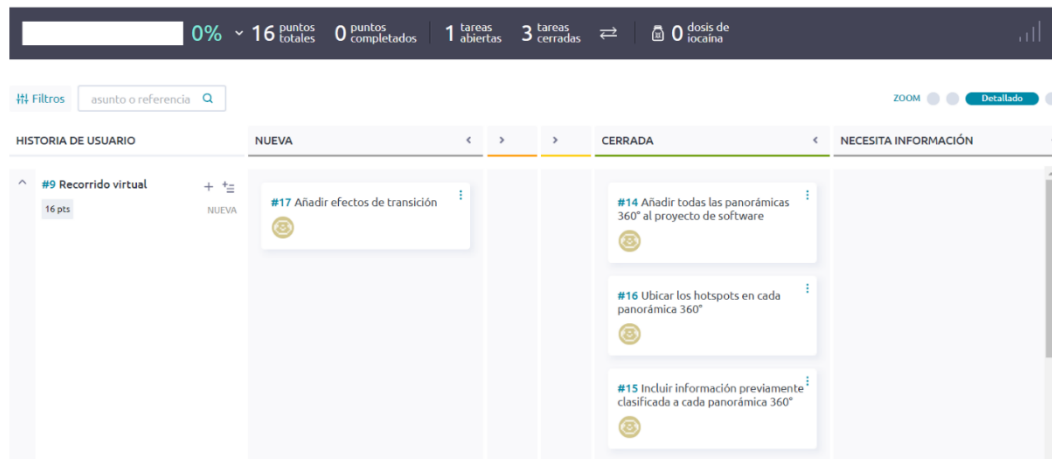 0% 16 puntos totales 0 puntos completados 1 tareas abiertas 3 tareas cerradas 0 dosis de iocaína
Filtros asunto o referencia ZOOM Detallado
HISTORIA DE USUARIO NUEVA CERRADA NECESITA INFORMACIÓN
#9 Recorrido virtual
16 pts NUEVA
#17 Añadir efectos de transición
#14 Añadir todas las panorámicas
360° al proyecto de software
#16 Ubicar los hotspots en cada
panorámica 360°
#15 Incluir información previamente
clasificada a cada panorámica 360°